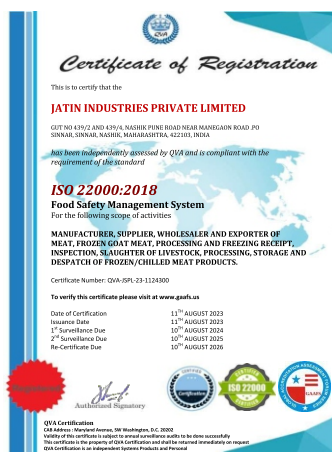 QVA
Certificate of Registration
This is to certify that the
JATIN INDUSTRIES PRIVATE LIMITED
GUT NO 439/2 AND 439/4, NASHIK PUNE ROAD NEAR MANEGAON ROAD .PO
SINNAR, SINNAR, NASHIK, MAHARASHTRA, 422103, INDIA
has been independently assessed by QVA and is compliant with the
requirement of the standard
ISO 22000:2018
Food Safety Management System
For the following scope of activities
MANUFACTURER, SUPPLIER, WHOLESALER AND EXPORTER OF
MEAT, FROZEN GOAT MEAT, PROCESSING AND FREEZING RECEIPT,
INSPECTION, SLAUGHTER OF LIVESTOCK, PROCESSING, STORAGE AND
DESPATCH OF FROZEN/CHILLED MEAT PRODUCTS.
Certificate Number: QVA-JSPL-23-1124300
To verify this certificate please visit at www.gaafs.us
Date of Certification 11TH AUGUST 2023
Issuance Date 11TH AUGUST 2023
1st Surveillance Due 10TH AUGUST 2024
2nd Surveillance Due 10TH AUGUST 2025
Re-Certificate Due 10TH AUGUST 2026
Registered
Authorized Signatory
Certification
CERTIFIED
ISO 22000
GAAFS
QVA Certification
CAB Address : Maryland Avenue, SW Washington, D.C. 20202
Validity of this certificate is subject to annual surveillance audits to be done successfully
This certificate is the property of QVA Certification and shall be returned immediately on request
QVA Certification is an independent Systems Products and Personal